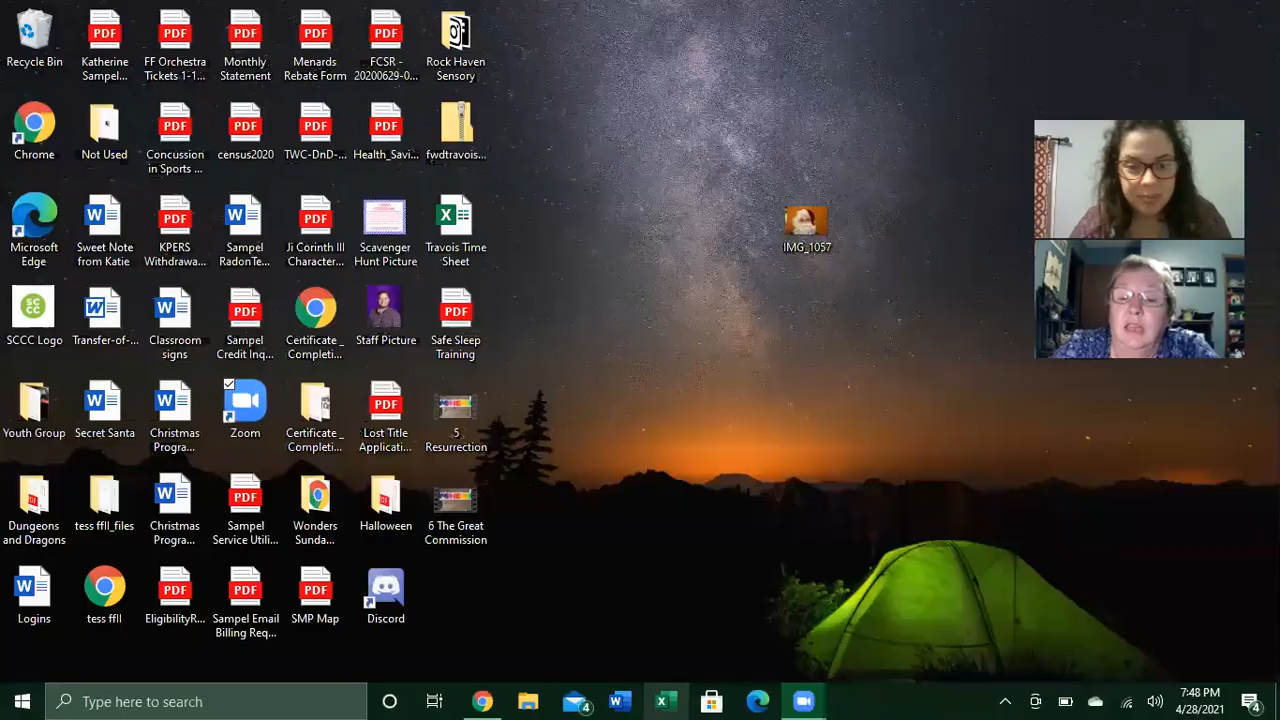 Recycle Bin
Katherine
Sampel...
FF Orchestra
Tickets 1-1...
Monthly
Statement
Menards
Rebate Form
FCSR -
20200629-0...
Rock Haven
Sensory
Chrome
Not Used
Concussion
in Sports ...
census2020
TWC-DnD-...
Health_Savi...
fwdtravois...
Microsoft
Edge
Sweet Note
from Katie
KPERS
Withdrawa...
Sampel
RadonTe...
Ji Corinth III
Character...
Scavenger
Hunt Picture
Travois Time
Sheet
IMG_1057
SCCC Logo
Transfer-of-...
Classroom
signs
Sampel
Credit Inq...
Certificate _
Completi...
Staff Picture
Safe Sleep
Training
Youth Group
Secret Santa
Christmas
Progra...
Zoom
Certificate _
Completi...
Lost Title
Applicati...
5
Resurrection
Dungeons
and Dragons
tess ffll_files
Christmas
Progra...
Sampel
Service Utili...
Wonders
Sunda...
Halloween
6 The Great
Commission
Logins
tess ffll
EligibilityR...
Sampel Email
Billing Req...
SMP Map
Discord
Type here to search
4
7:48 PM
4/28/2021
4